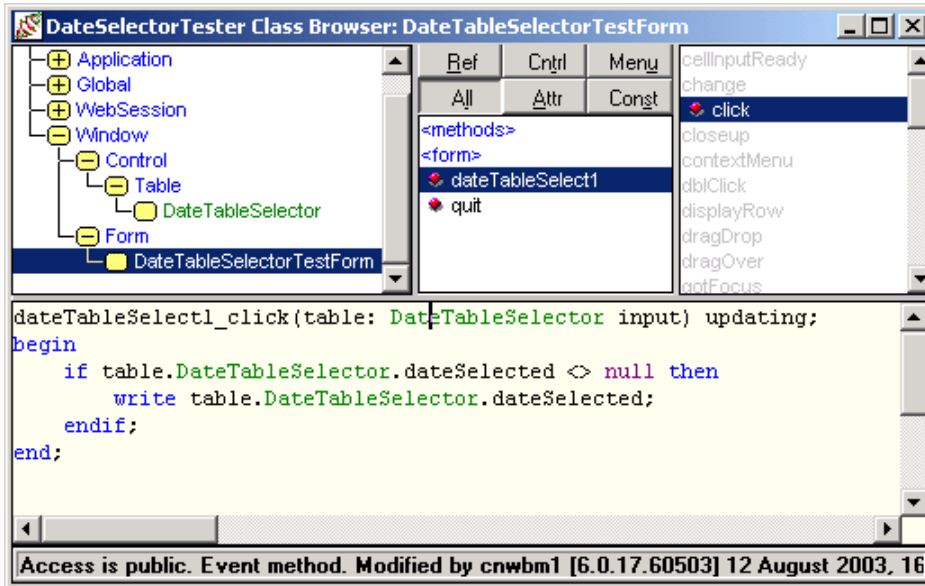 DateSelectorTester Class Browser: DateTableSelectorTestForm
Application
Global
WebSession
Window
Control
Table
DateTableSelector
Form
DateTableSelectorTestForm
Ref Cntrl Menu
All Attr Const
<methods>
<form>
dateTableSelect1
quit
cellInputReady
change
click
closeup
contextMenu
dblClick
displayRow
dragDrop
dragOver
gotFocus
dateTableSelect1_click(table: DateTableSelector input) updating;
begin
if table.DateTableSelector.dateSelected <> null then
write table.DateTableSelector.dateSelected;
endif;
end;
Access is public. Event method. Modified by cnwbm1 [6.0.17.60503] 12 August 2003, 16